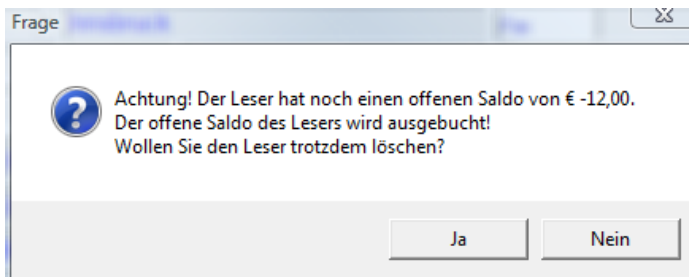 Frage
Achtung! Der Leser hat noch einen offenen Saldo von € -12,00.
Der offene Saldo des Lesers wird ausgebucht!
Wollen Sie den Leser trotzdem löschen?
Ja
Nein